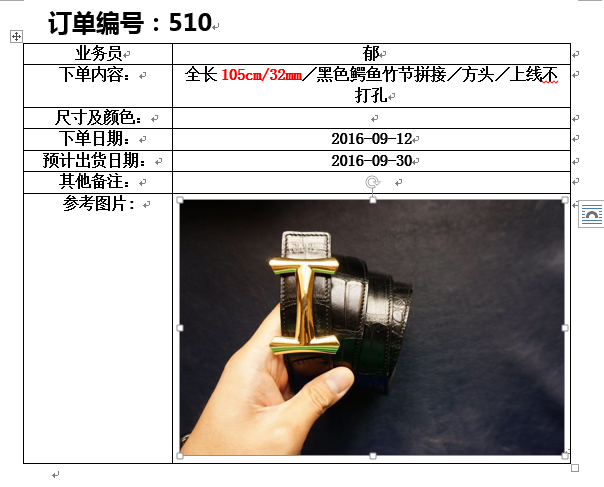 订单编号：510
业务员 郁
下单内容： 全长 105cm/32mm／黑色鳄鱼竹节拼接／方头／上线不
打孔
尺寸及颜色：
下单日期： 2016-09-12
预计出货日期： 2016-09-30
其他备注：
参考图片：